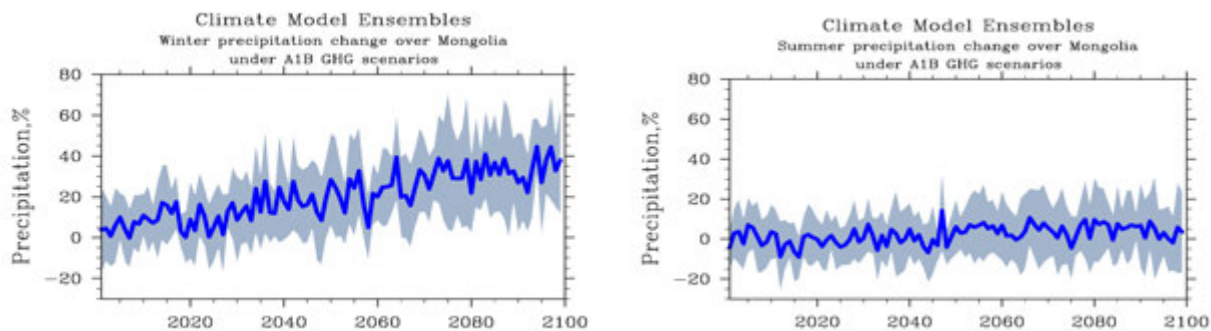 Climate Model Ensembles
Winter precipitation change over Mongolia
under A1B GHG scenarios
Precipitation,%
80
60
40
20
0
−20
2020
2040
2060
2080
2100
Climate Model Ensembles
Summer precipitation change over Mongolia
under A1B GHG scenarios
Precipitation,%
80
60
40
20
0
−20
2020
2040
2060
2080
2100